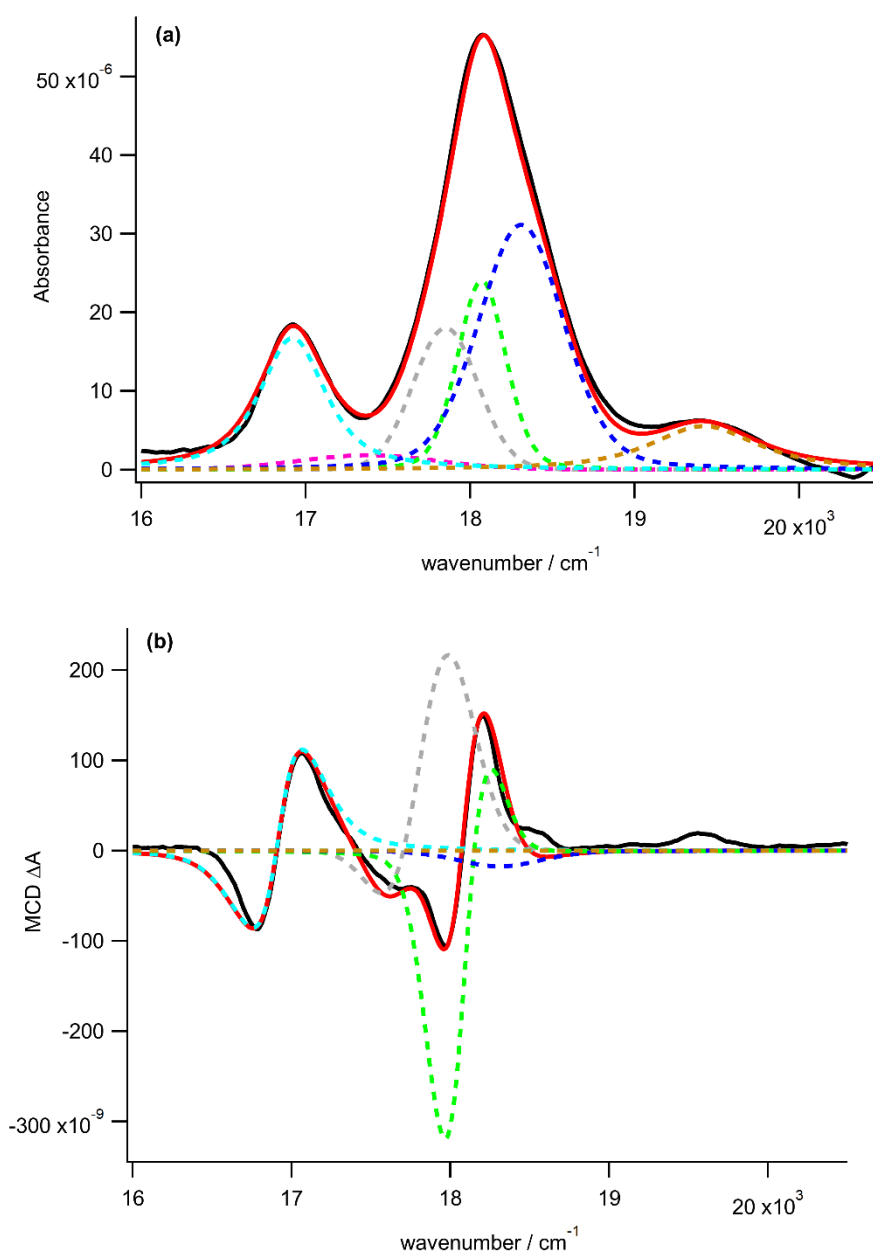 (a)
50 x10⁻⁶
40
30
20
10
0
Absorbance
16
17
18
19
20 x10³
wavenumber / cm⁻¹
(b)
200
100
0
-100
-200
-300 x10⁻⁹
MCD ΔA
16
17
18
19
20 x10³
wavenumber / cm⁻¹